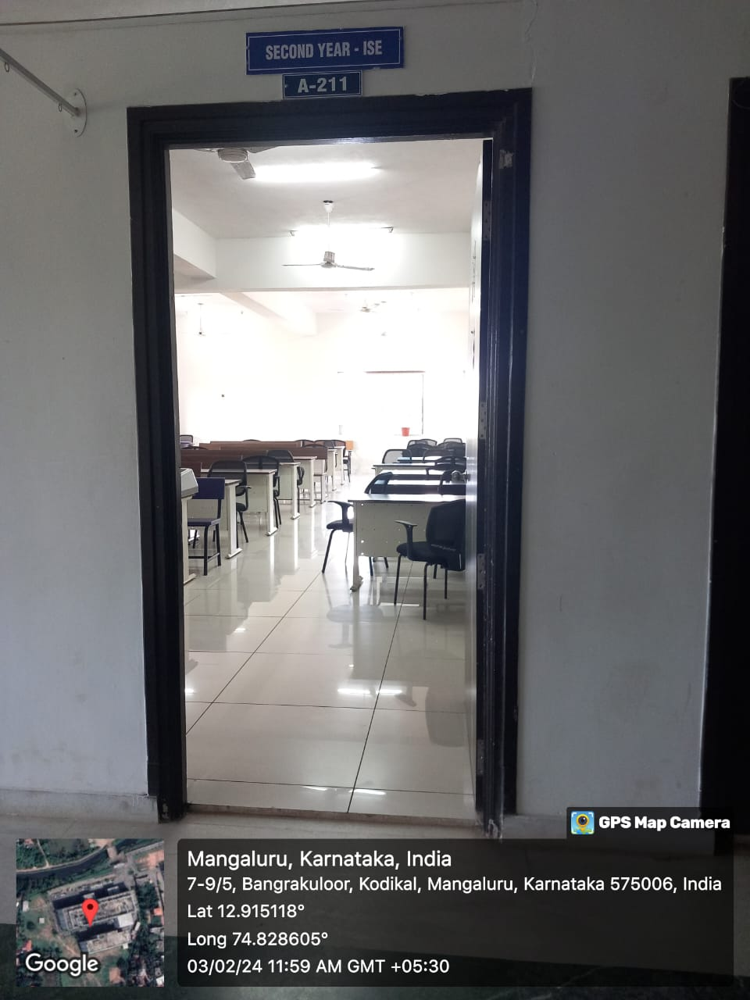 SECOND YEAR - ISE
A-211
GPS Map Camera
Mangaluru, Karnataka, India
7-9/5, Bangrakuloor, Kodikal, Mangaluru, Karnataka 575006, India
Lat 12.915118°
Long 74.828605°
03/02/24 11:59 AM GMT +05:30
Google